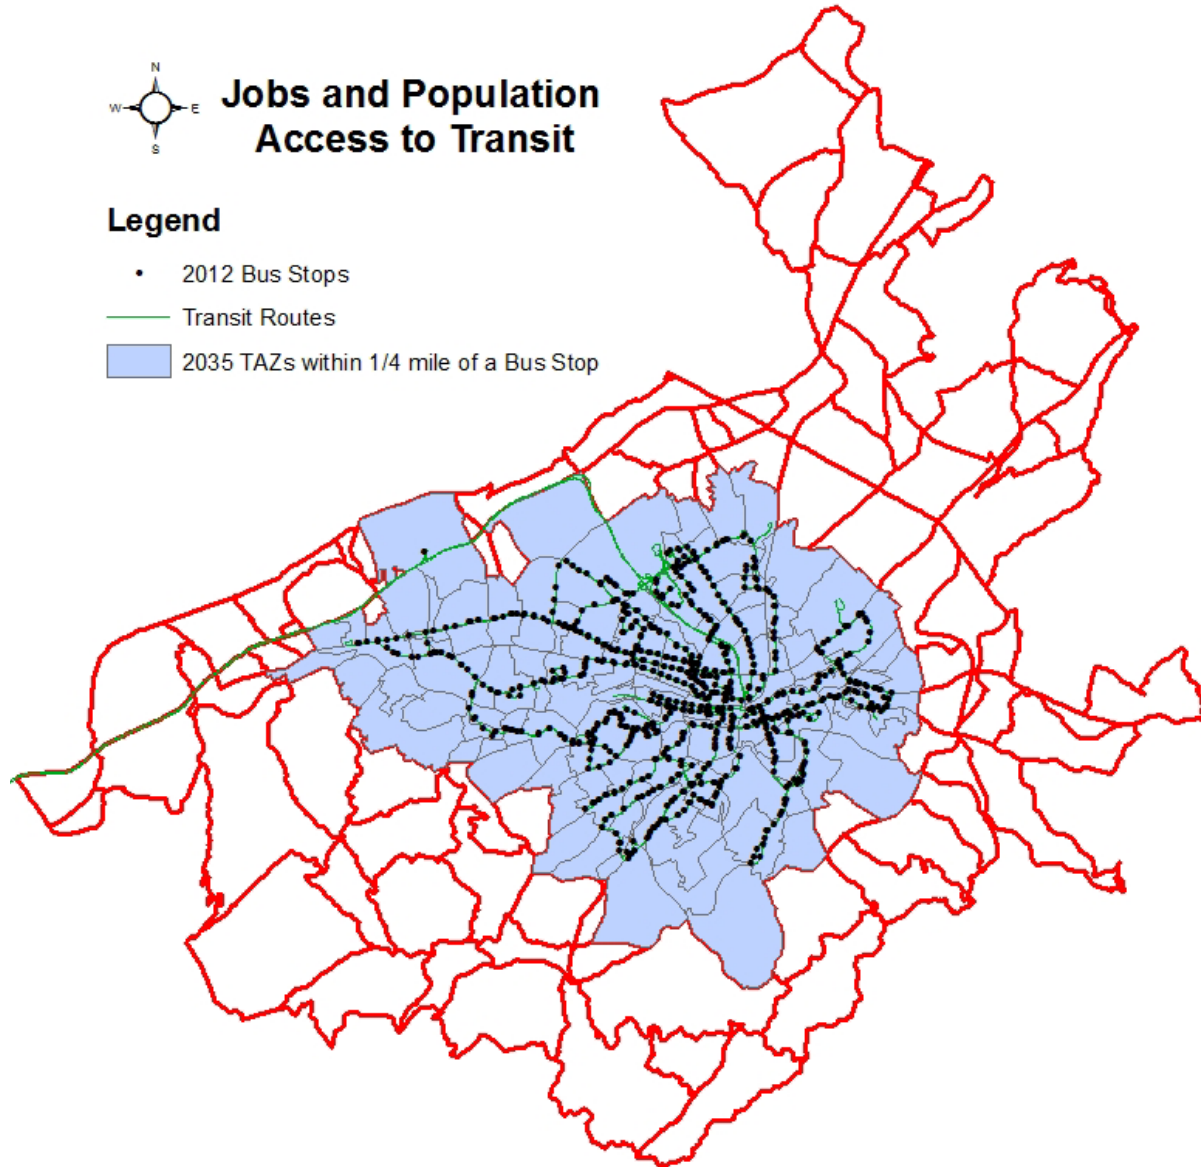 N
W E
S
Jobs and Population
Access to Transit
Legend
2012 Bus Stops
Transit Routes
2035 TAZs within 1/4 mile of a Bus Stop